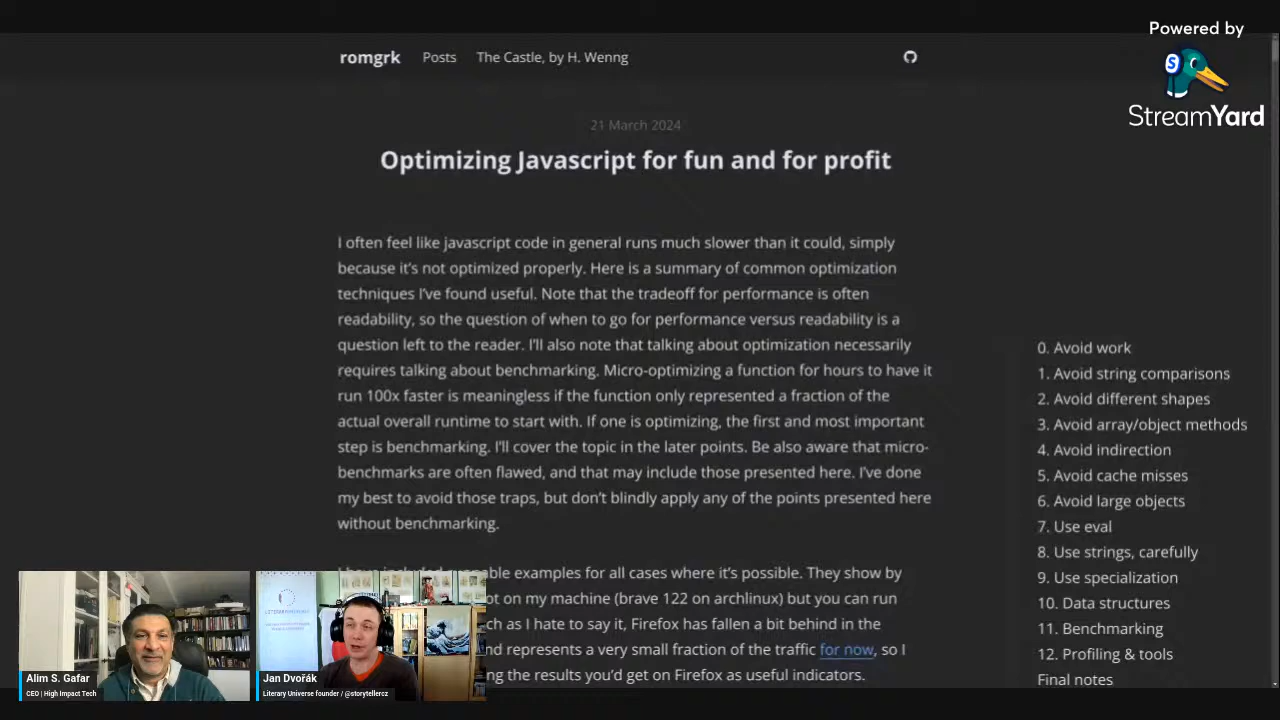 Powered by
StreamYard
romgrk
Posts
The Castle, by H. Wenng
21 March 2024
Optimizing Javascript for fun and for profit
I often feel like javascript code in general runs much slower than it could, simply
because it's not optimized properly. Here is a summary of common optimization
techniques I've found useful. Note that the tradeoff for performance is often
readability, so the question of when to go for performance versus readability is a
question left to the reader. I'll also note that talking about optimization necessarily
requires talking about benchmarking. Micro-optimizing a function for hours to have it
run 100x faster is meaningless if the function only represented a fraction of the
actual overall runtime to start with. If one is optimizing, the first and most important
step is benchmarking. I'll cover the topic in the later points. Be also aware that micro-
benchmarks are often flawed, and that may include those presented here. I've done
my best to avoid those traps, but don't blindly apply any of the points presented here
without benchmarking.
examples for all cases where it's possible. They show by
on my machine (brave 122 on archlinux) but you can run
as I hate to say it, Firefox has fallen a bit behind in the
represents a very small fraction of the traffic for now, so I
the results you'd get on Firefox as useful indicators.
0. Avoid work
1. Avoid string comparisons
2. Avoid different shapes
3. Avoid array/object methods
4. Avoid indirection
5. Avoid cache misses
6. Avoid large objects
7. Use eval
8. Use strings, carefully
9. Use specialization
10. Data structures
11. Benchmarking
12. Profiling & tools
Final notes
Alim S. Gafar
CEO | High Impact Tech
Jan Dvořák
Literary Universe founder / @storytellercz